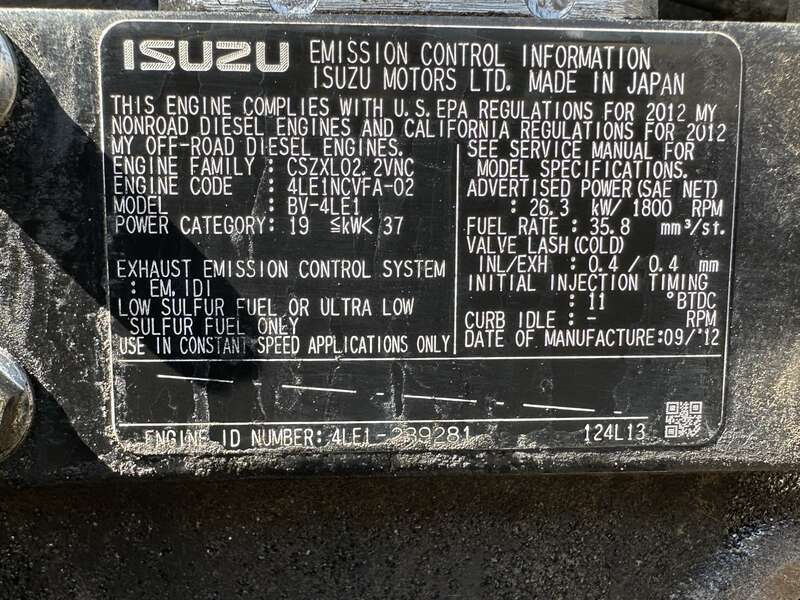 ISUZU EMISSION CONTROL INFORMATION
ISUZU MOTORS LTD. MADE IN JAPAN
THIS ENGINE COMPLIES WITH U.S.EPA REGULATIONS FOR 2012 MY
NONROAD DIESEL ENGINES AND CALIFORNIA REGULATIONS FOR 2012
MY OFF-ROAD DIESEL ENGINES.
ENGINE FAMILY : CSZXL02.2VNC
ENGINE CODE : 4LE1NCVFA-02
MODEL : BV-4LE1
POWER CATEGORY: 19 ≦kW< 37
EXHAUST EMISSION CONTROL SYSTEM
: EM, IDI
LOW SULFUR FUEL OR ULTRA LOW
SULFUR FUEL ONLY
USE IN CONSTANT SPEED APPLICATIONS ONLY
SEE SERVICE MANUAL FOR
MODEL SPECIFICATIONS.
ADVERTISED POWER(SAE NET)
: 26.3 kW/ 1800 RPM
FUEL RATE : 35.8 mm³/st.
VALVE LASH(COLD)
INL/EXH : 0.4 / 0.4 mm
INITIAL INJECTION TIMING
: 11 °BTDC
CURB IDLE : - RPM
DATE OF MANUFACTURE:09/'12
ENGINE ID NUMBER: 4LE1-239281 124L13